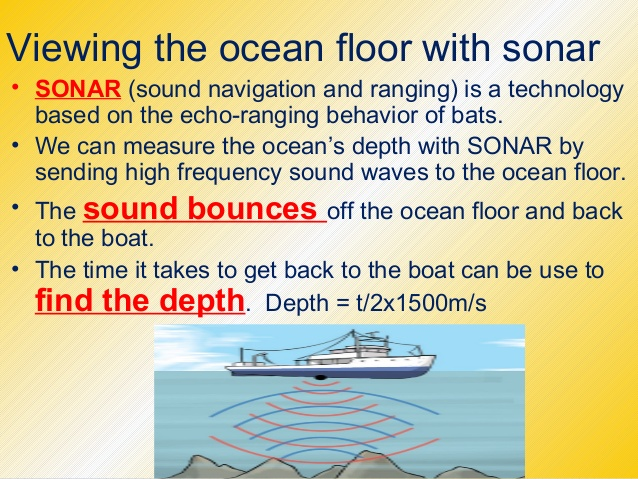 Viewing the ocean floor with sonar
• SONAR (sound navigation and ranging) is a technology
based on the echo-ranging behavior of bats.
• We can measure the ocean’s depth with SONAR by
sending high frequency sound waves to the ocean floor.
• The sound bounces off the ocean floor and back
to the boat.
• The time it takes to get back to the boat can be use to
find the depth. Depth = t/2x1500m/s